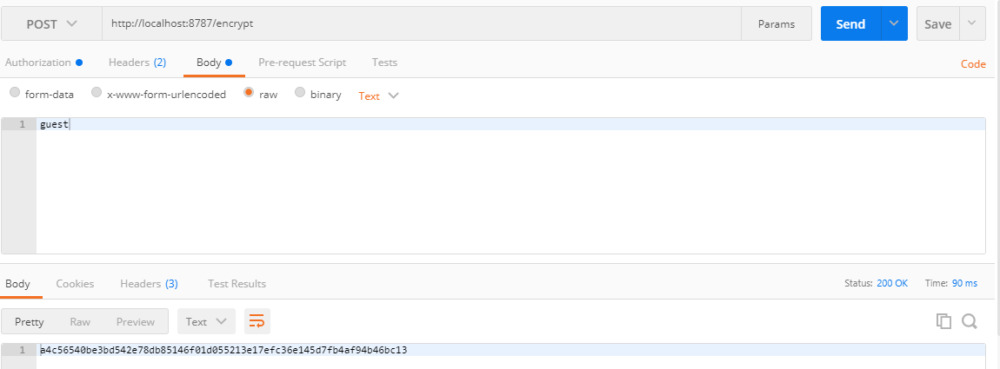 POST http://localhost:8787/encrypt Params Send Save
Authorization Headers (2) Body Pre-request Script Tests Code
form-data x-www-form-urlencoded raw binary Text
1 guest
Body Cookies Headers (3) Test Results Status: 200 OK Time: 90 ms
Pretty Raw Preview Text
1 a4c56540be3bd542e78db85146f01d055213e17efc36e145d7fb4af94b46bc13